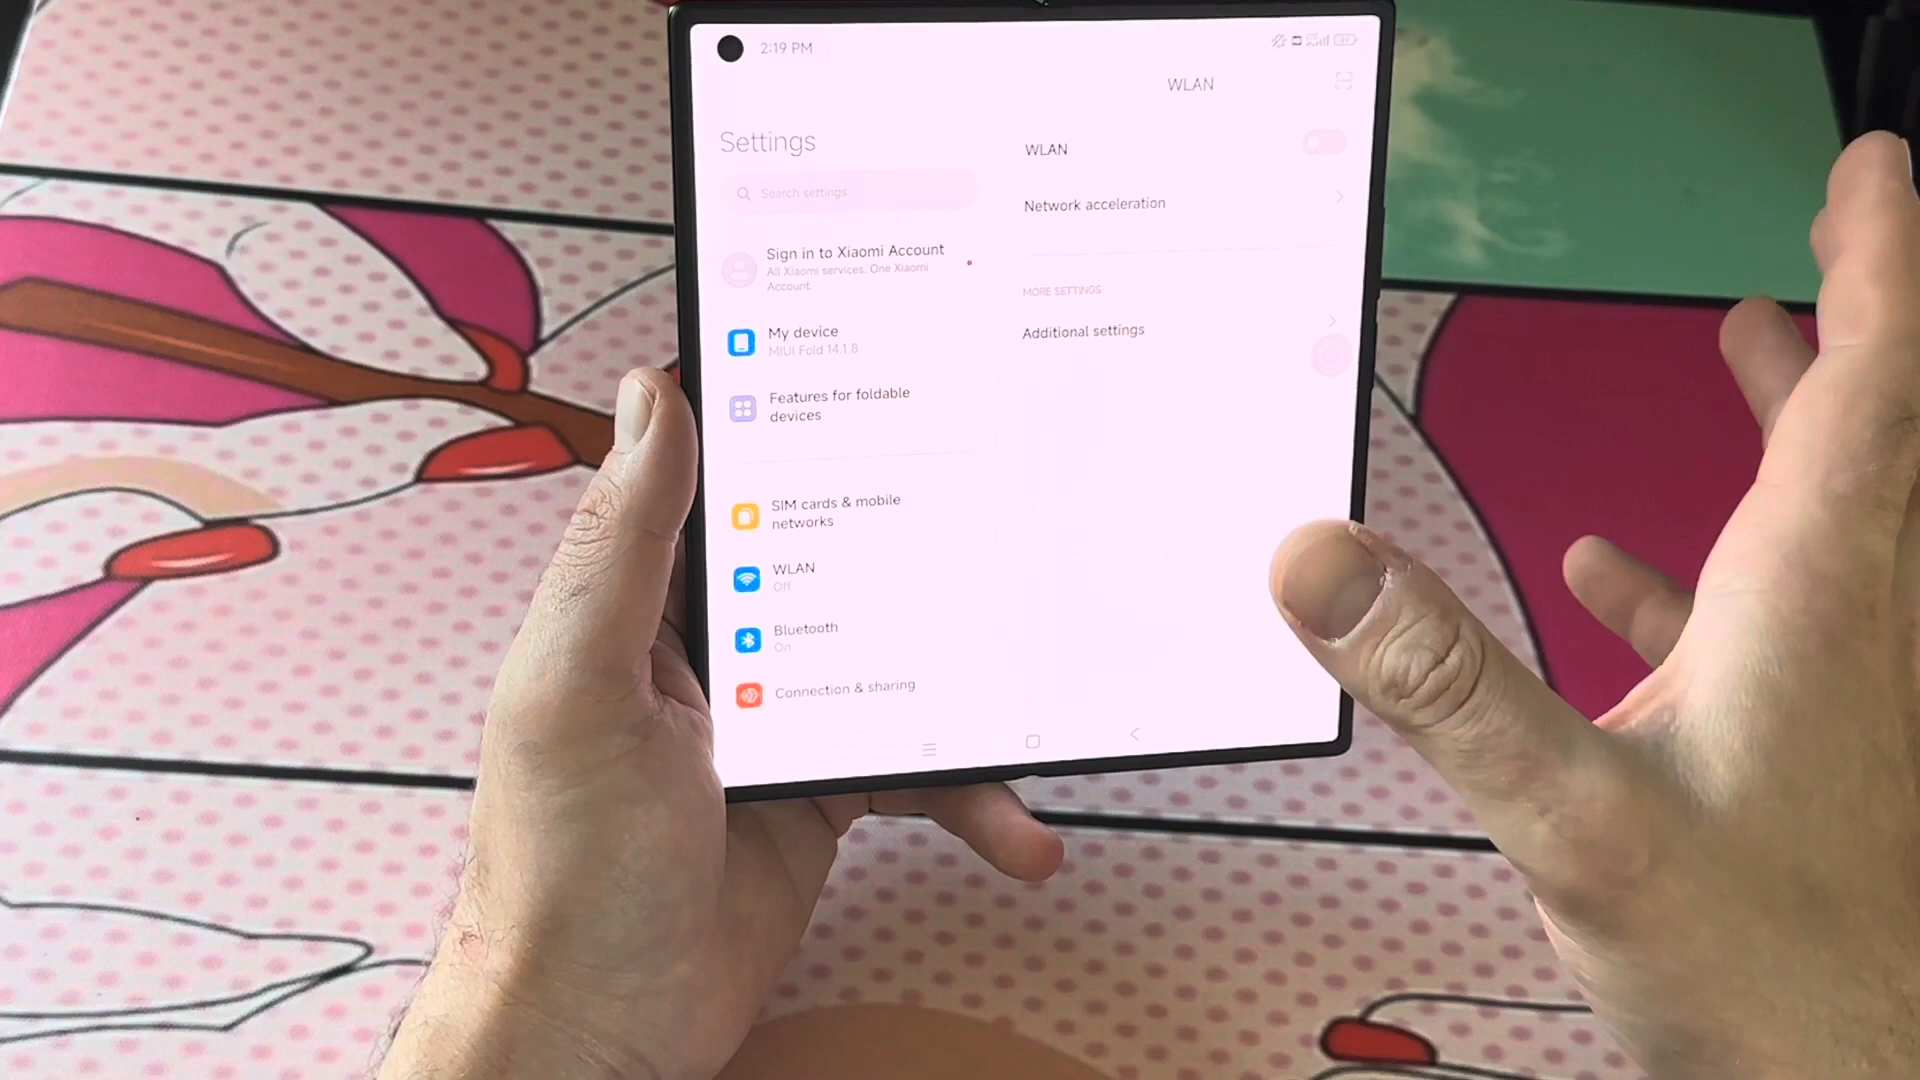 2:19 PM
Settings
Search settings
Sign in to Xiaomi Account
All Xiaomi services. One Xiaomi
Account.
My device
MIUI Fold 14.1.8
Features for foldable
devices
SIM cards & mobile
networks
WLAN
Off
Bluetooth
On
Connection & sharing
WLAN
WLAN
Network acceleration
MORE SETTINGS
Additional settings